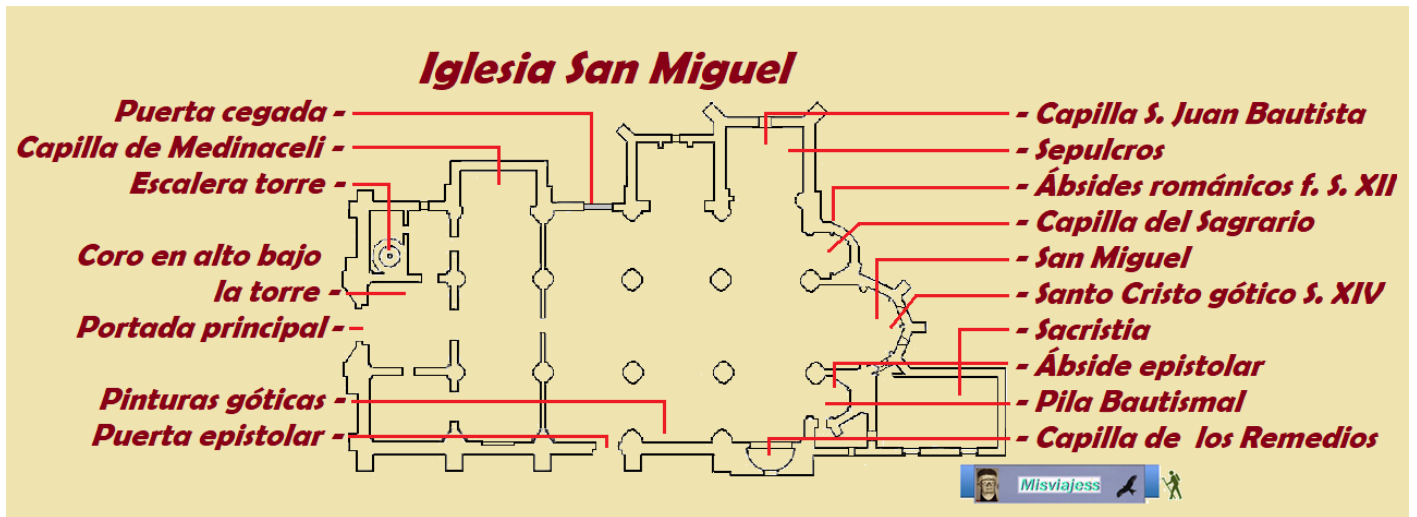 Iglesia San Miguel
Puerta cegada -
Capilla de Medinaceli -
Escalera torre -
Coro en alto bajo
la torre -
Portada principal -
Pinturas góticas -
Puerta epistolar -
- Capilla S. Juan Bautista
- Sepulcros
- Ábsides románicos f. S. XII
- Capilla del Sagrario
- San Miguel
- Santo Cristo gótico S. XIV
- Sacristia
- Ábside epistolar
- Pila Bautismal
- Capilla de los Remedios
Misviajess